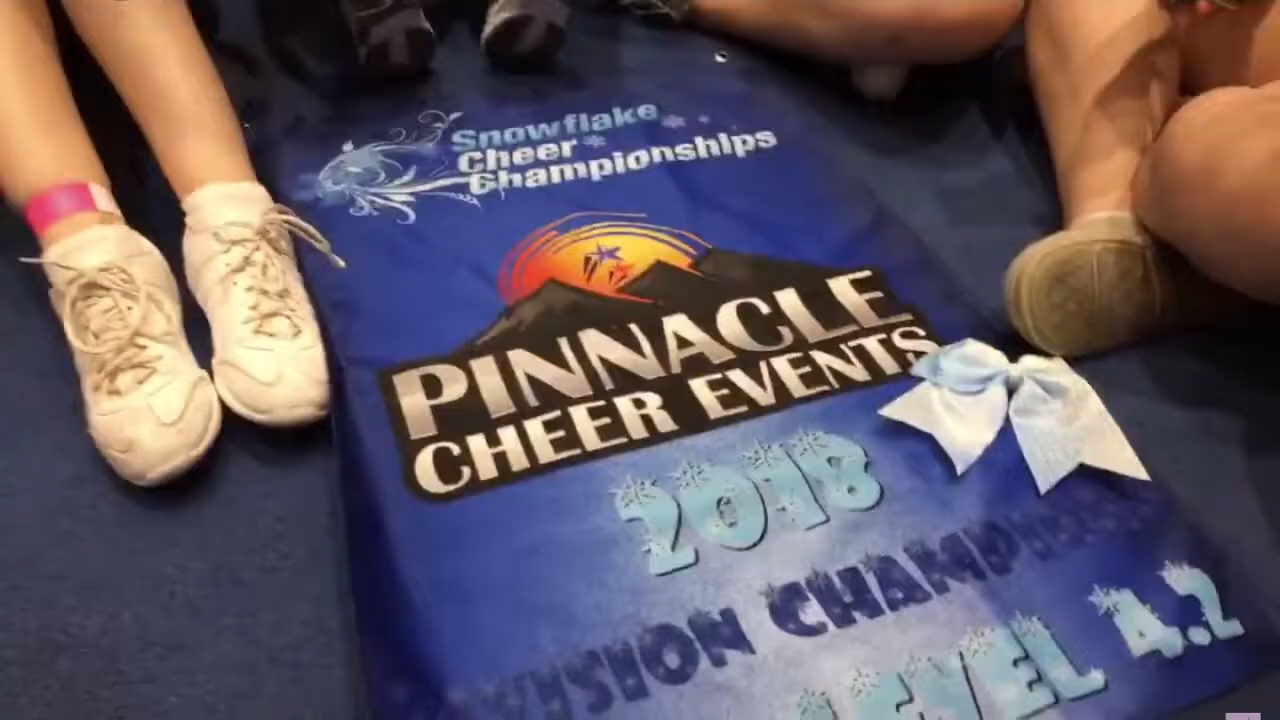 Snowflake
Cheer
Championships
PINNACLE
CHEER EVENTS
2018
LEVEL 4.2